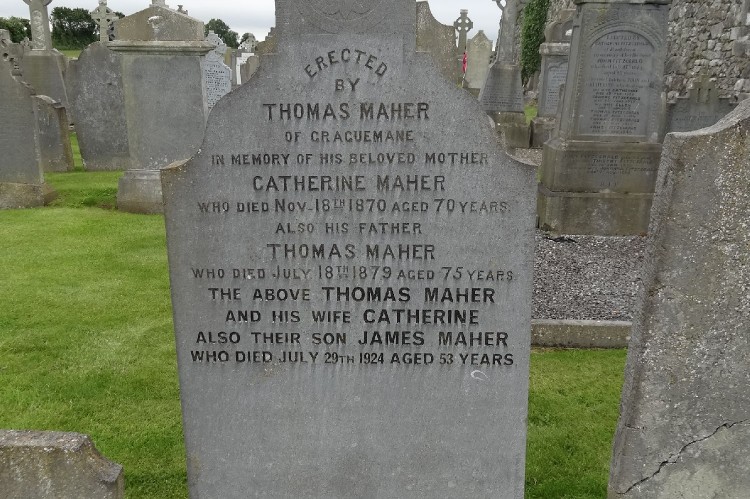 ERECTED
BY
THOMAS MAHER
OF GRAGUEMANE
IN MEMORY OF HIS BELOVED MOTHER
CATHERINE MAHER
WHO DIED NOV. 18TH 1870 AGED 70 YEARS.
ALSO HIS FATHER
THOMAS MAHER
WHO DIED JULY 18TH 1879 AGED 75 YEARS
THE ABOVE THOMAS MAHER
AND HIS WIFE CATHERINE
ALSO THEIR SON JAMES MAHER
WHO DIED JULY 29TH 1924 AGED 53 YEARS